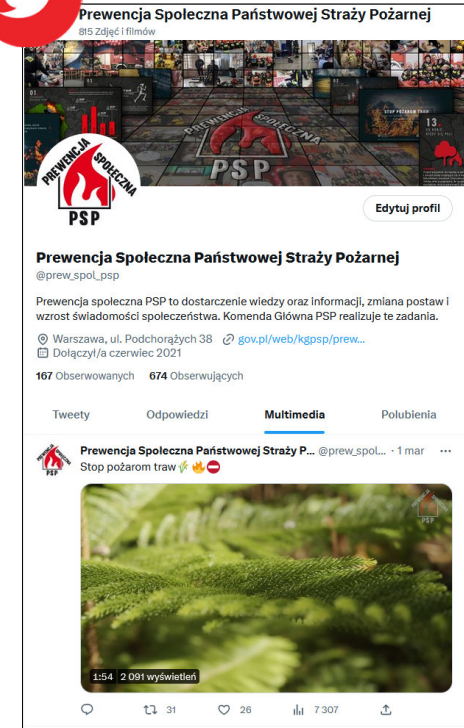 Prewencja Społeczna Państwowej Straży Pożarnej
815 Zdjęć i filmów
01
STOP POŻAROM TRAW
13
PREWENCJA SPOŁECZNA
PSP
PREWENCJA SPOŁECZNA
PSP
Edytuj profil
Prewencja Społeczna Państwowej Straży Pożarnej
@prew_spol_psp
Prewencja społeczna PSP to dostarczenie wiedzy oraz informacji, zmiana postaw i
wzrost świadomości społeczeństwa. Komenda Główna PSP realizuje te zadania.
Warszawa, ul. Podchorążych 38 gov.pl/web/kgpsp/prew...
Dołączył/a czerwiec 2021
167 Obserwowanych 674 Obserwujących
Tweety Odpowiedzi Multimedia Polubienia
Prewencja Społeczna Państwowej Straży P... @prew_spol... · 1 mar
Stop pożarom traw
PSP
1:54 2 091 wyświetleń
31 26 7 307